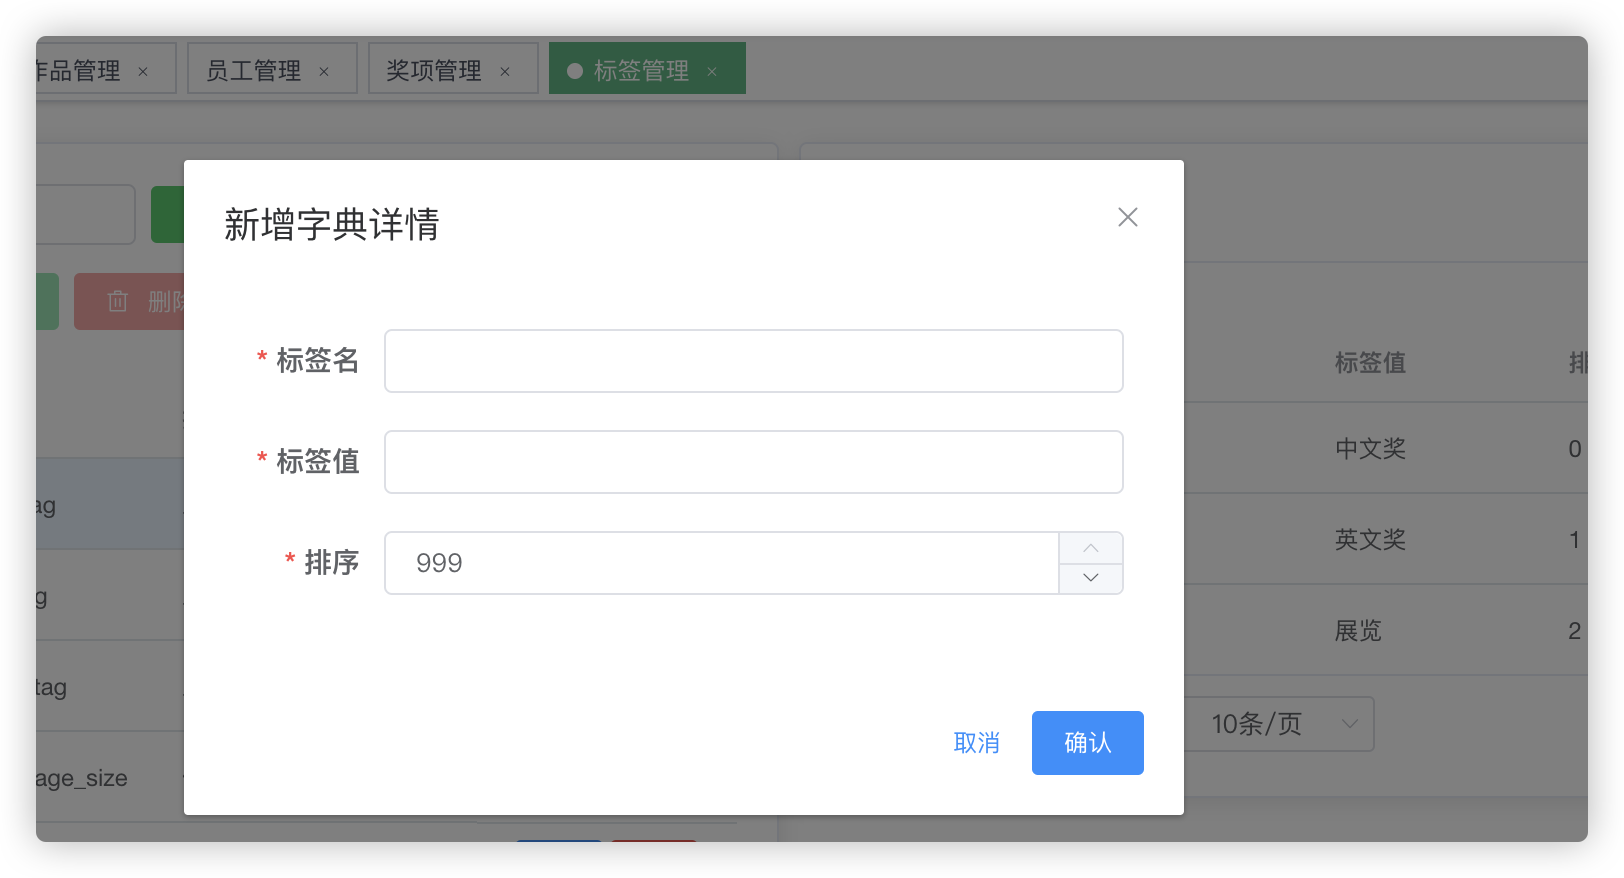 作品管理 ×
员工管理 ×
奖项管理 ×
标签管理 ×
新增字典详情
删除
* 标签名
* 标签值
* 排序
999
取消
确认
标签值
排
中文奖
0
英文奖
1
展览
2
10条/页
ag
g
tag
age_size